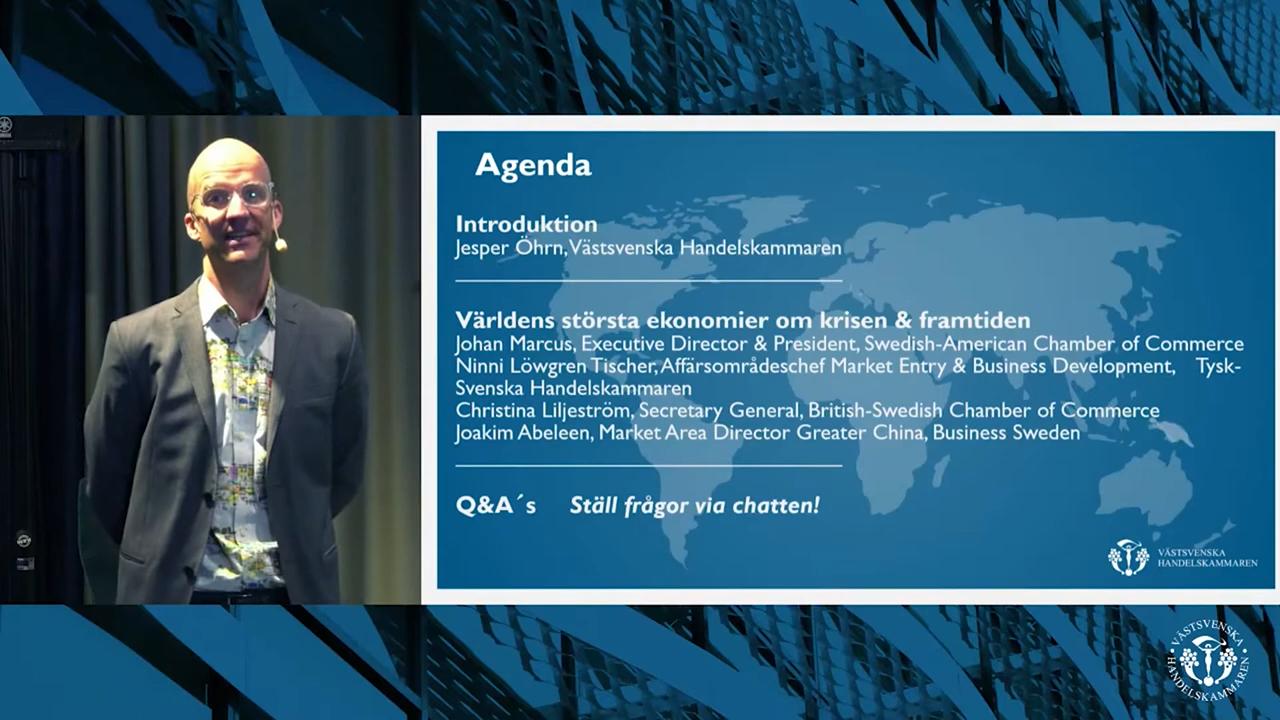 Agenda
Introduktion
Jesper Öhrn, Västsvenska Handelskammaren
Världens största ekonomier om krisen & framtiden
Johan Marcus, Executive Director & President, Swedish-American Chamber of Commerce
Ninni Löwgren Tischer, Affärsområdeschef Market Entry & Business Development, Tysk-
Svenska Handelskammaren
Christina Liljeström, Secretary General, British-Swedish Chamber of Commerce
Joakim Abeleen, Market Area Director Greater China, Business Sweden
Q&A´s Ställ frågor via chatten!
VÄSTSVENSKA
HANDELSKAMMAREN
VÄSTSVENSKA
HANDELSKAMMAREN